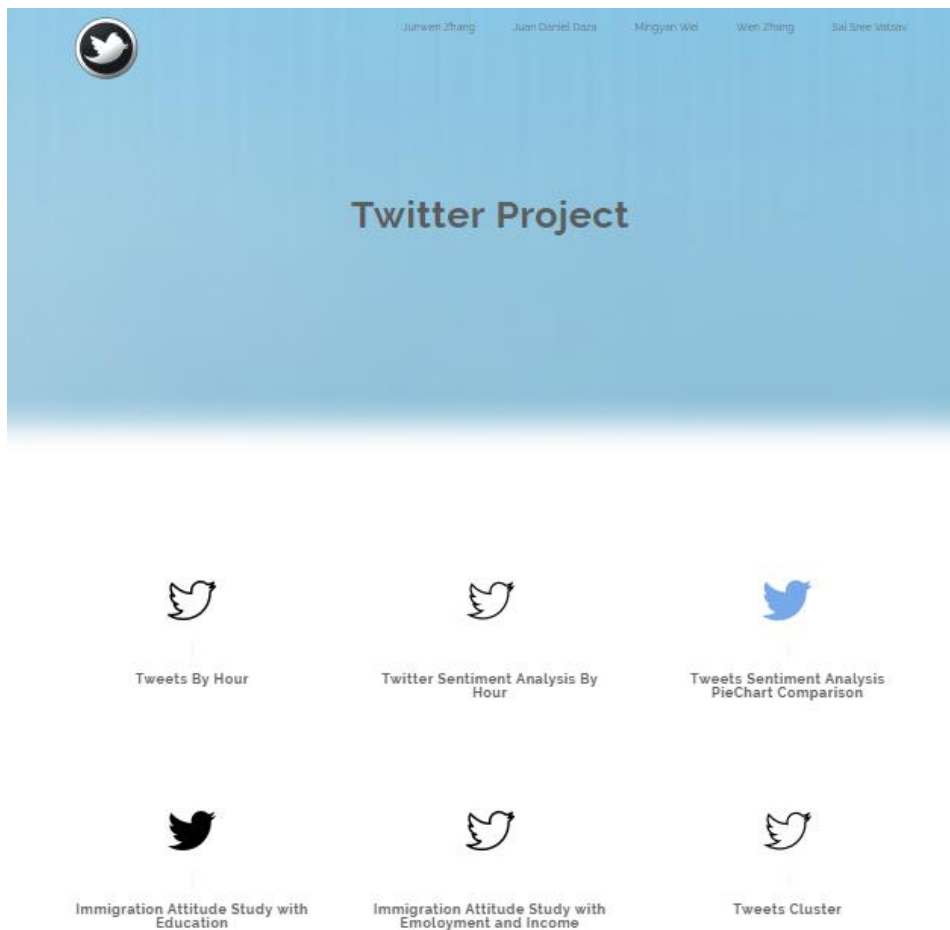 Junwen Zhang Juan Daniel Daza Mingyan Wei Wen Zhang Sai Sree Vatsav
Twitter Project
Tweets By Hour
Twitter Sentiment Analysis By
Hour
Tweets Sentiment Analysis
PieChart Comparison
Immigration Attitude Study with
Education
Immigration Attitude Study with
Emoloyment and Income
Tweets Cluster